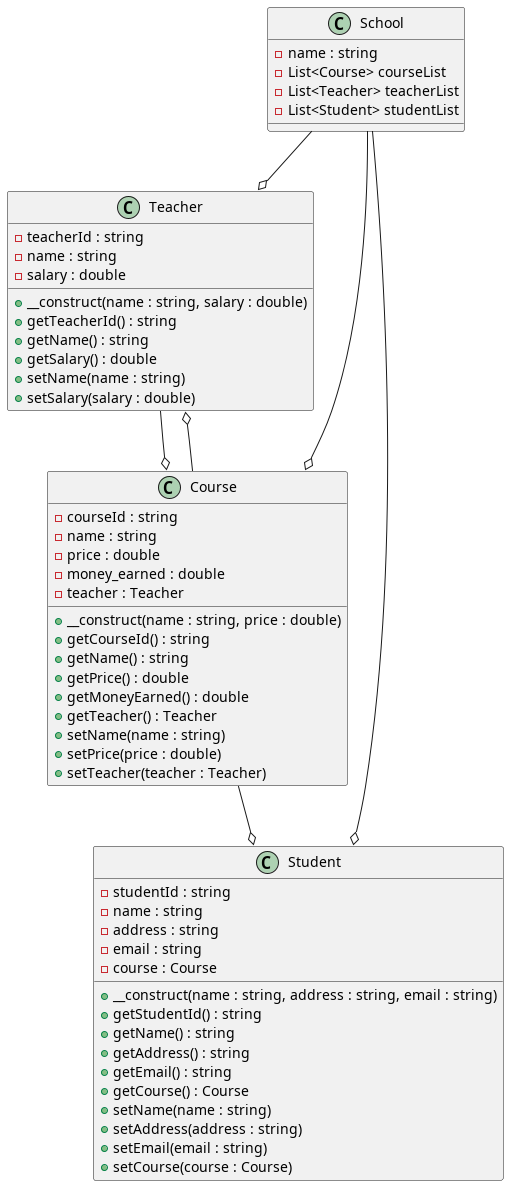 C School
name : string
List<Course> courseList
List<Teacher> teacherList
List<Student> studentList
C Teacher
teacherId : string
name : string
salary : double
__construct(name : string, salary : double)
getTeacherId() : string
getName() : string
getSalary() : double
setName(name : string)
setSalary(salary : double)
C Course
courseId : string
name : string
price : double
money_earned : double
teacher : Teacher
__construct(name : string, price : double)
getCourseId() : string
getName() : string
getPrice() : double
getMoneyEarned() : double
getTeacher() : Teacher
setName(name : string)
setPrice(price : double)
setTeacher(teacher : Teacher)
C Student
studentId : string
name : string
address : string
email : string
course : Course
__construct(name : string, address : string, email : string)
getStudentId() : string
getName() : string
getAddress() : string
getEmail() : string
getCourse() : Course
setName(name : string)
setAddress(address : string)
setEmail(email : string)
setCourse(course : Course)